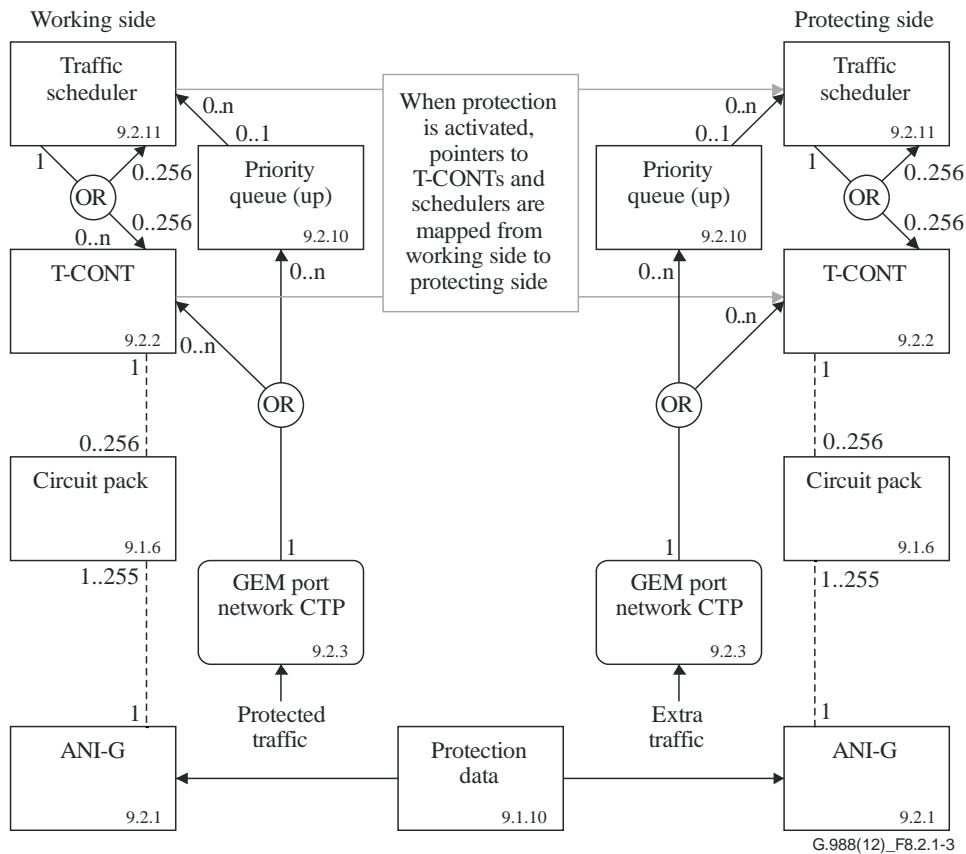 Working side
Protecting side
Traffic
scheduler
9.2.11
0..n
0..1
1
OR
0..256
0..256
0..n
Priority
queue (up)
9.2.10
0..n
T-CONT
9.2.2
0..n
1
OR
0..256
Circuit pack
9.1.6
1..255
1
GEM port
network CTP
9.2.3
Protected
traffic
1
ANI-G
9.2.1
When protection
is activated,
pointers to
T-CONTs and
schedulers are
mapped from
working side to
protecting side
Protection
data
9.1.10
Traffic
scheduler
9.2.11
0..n
0..1
1
OR
0..256
0..256
Priority
queue (up)
9.2.10
0..n
T-CONT
9.2.2
0..n
1
OR
0..256
Circuit pack
9.1.6
1..255
1
GEM port
network CTP
9.2.3
Extra
traffic
1
ANI-G
9.2.1
G.988(12)_F8.2.1-3